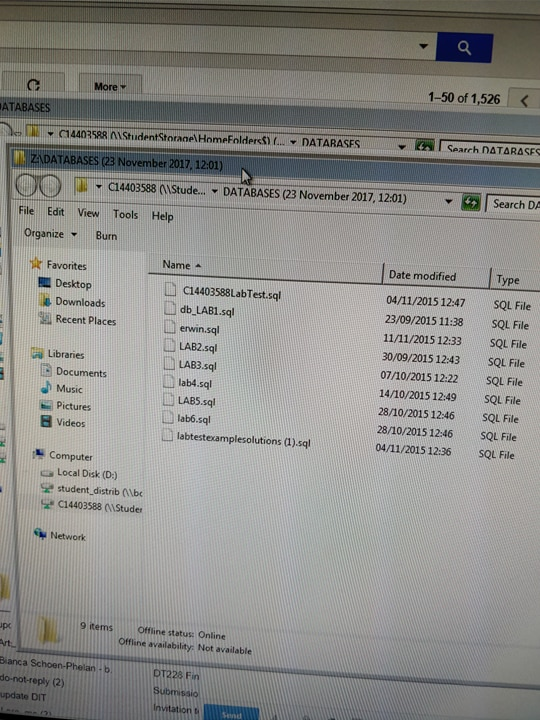 More
1–50 of 1,526
DATABASES
C14403588 (\\StudentStorage\HomeFolders$) (... DATABASES
Search DATABASES
Z:\DATABASES (23 November 2017, 12:01)
C14403588 (\\Stude... DATABASES (23 November 2017, 12:01)
Search DA
File Edit View Tools Help
Organize Burn
Name Date modified Type
C14403588LabTest.sql 04/11/2015 12:47 SQL File
db_LAB1.sql 23/09/2015 11:38 SQL File
erwin.sql 11/11/2015 12:33 SQL File
LAB2.sql 30/09/2015 12:43 SQL File
LAB3.sql 07/10/2015 12:22 SQL File
lab4.sql 14/10/2015 12:49 SQL File
LAB5.sql 28/10/2015 12:46 SQL File
lab6.sql 28/10/2015 12:46 SQL File
labtestexamplesolutions (1).sql 04/11/2015 12:36 SQL File
Favorites
Desktop
Downloads
Recent Places
Libraries
Documents
Music
Pictures
Videos
Computer
Local Disk (D:)
student_distrib (\\bc
C14403588 (\\Studer
Network
9 items Offline status: Online
Offline availability: Not available
Bianca Schoen-Phelan - b.
do-not-reply (2)
update DIT
DT228 Fin
Submissio
Invitation f
Send